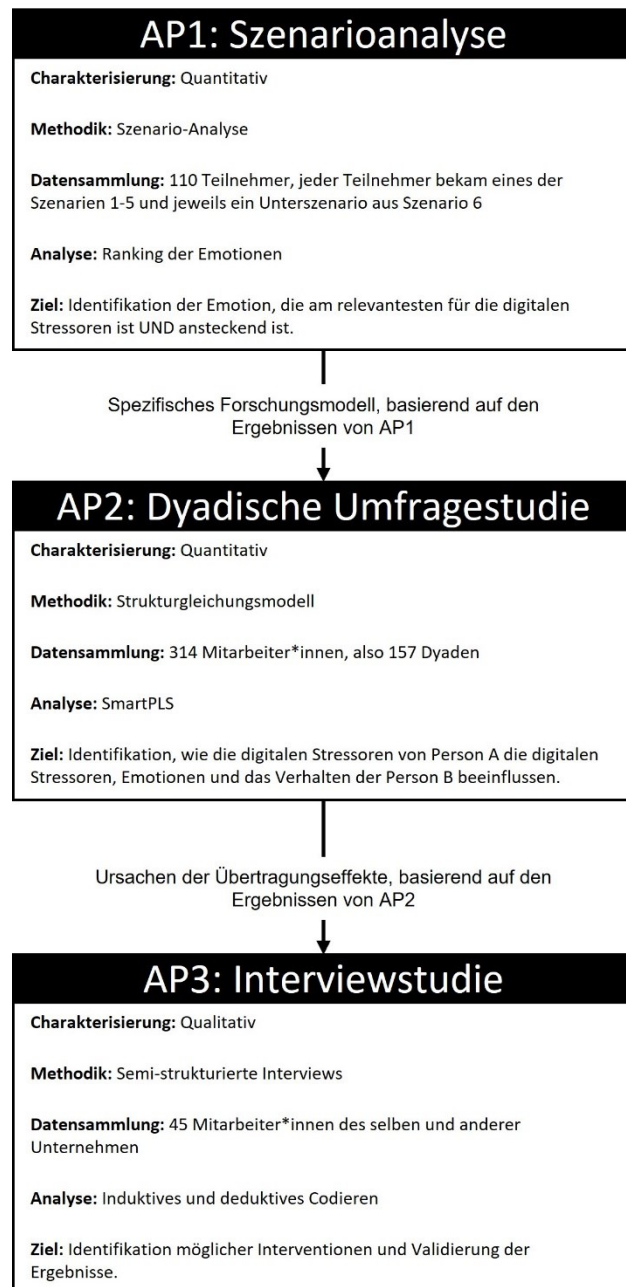 AP1: Szenarioanalyse
Charakterisierung: Quantitativ
Methodik: Szenario-Analyse
Datensammlung: 110 Teilnehmer, jeder Teilnehmer bekam eines der
Szenarien 1-5 und jeweils ein Unterszenario aus Szenario 6
Analyse: Ranking der Emotionen
Ziel: Identifikation der Emotion, die am relevantesten für die digitalen
Stressoren ist UND ansteckend ist.
Spezifisches Forschungsmodell, basierend auf den
Ergebnissen von AP1
AP2: Dyadische Umfragestudie
Charakterisierung: Quantitativ
Methodik: Strukturgleichungsmodell
Datensammlung: 314 Mitarbeiter*innen, also 157 Dyaden
Analyse: SmartPLS
Ziel: Identifikation, wie die digitalen Stressoren von Person A die digitalen
Stressoren, Emotionen und das Verhalten der Person B beeinflussen.
Ursachen der Übertragungseffekte, basierend auf den
Ergebnissen von AP2
AP3: Interviewstudie
Charakterisierung: Qualitativ
Methodik: Semi-strukturierte Interviews
Datensammlung: 45 Mitarbeiter*innen des selben und anderer
Unternehmen
Analyse: Induktives und deduktives Codieren
Ziel: Identifikation möglicher Interventionen und Validierung der
Ergebnisse.